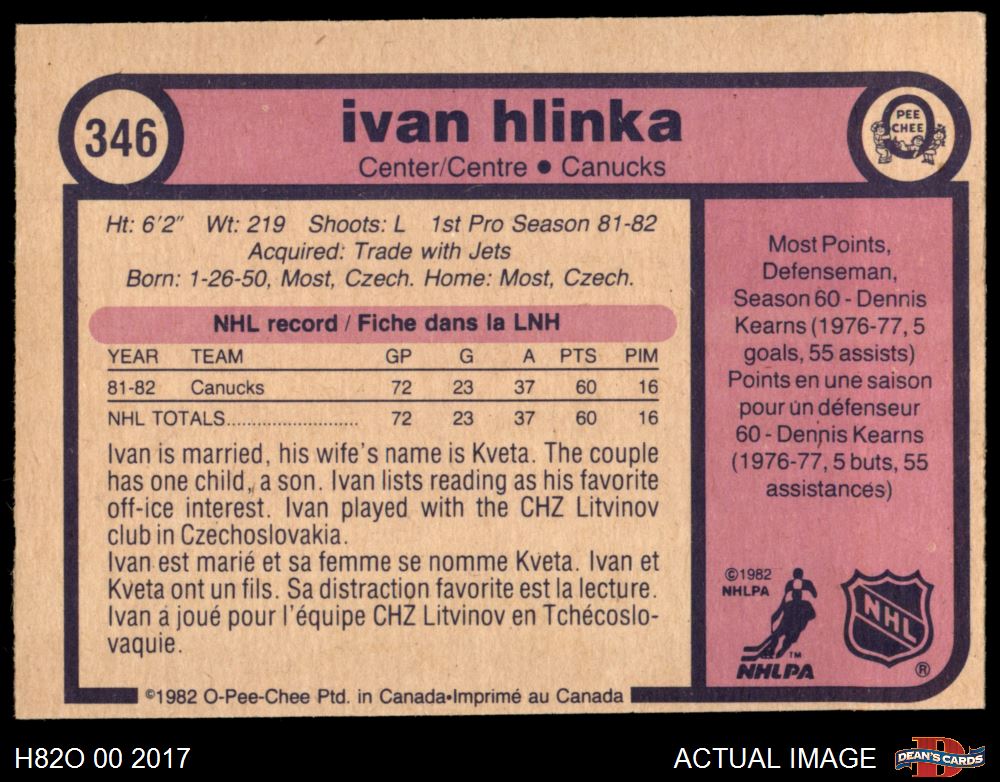 346
ivan hlinka
Center/Centre ● Canucks
O
PEE
CHEE
Ht: 6'2" Wt: 219 Shoots: L 1st Pro Season 81-82
Acquired: Trade with Jets
Born: 1-26-50, Most, Czech. Home: Most, Czech.
NHL record / Fiche dans la LNH
YEAR TEAM GP G A PTS PIM
81-82 Canucks 72 23 37 60 16
NHL TOTALS.......................... 72 23 37 60 16
Ivan is married, his wife's name is Kveta. The couple
has one child, a son. Ivan lists reading as his favorite
off-ice interest. Ivan played with the CHZ Litvinov
club in Czechoslovakia.
Ivan est marié et sa femme se nomme Kveta. Ivan et
Kveta ont un fils. Sa distraction favorite est la lecture.
Ivan a joué pour l'équipe CHZ Litvinov en Tchécoslo-
vaquie.
Most Points,
Defenseman,
Season 60 - Dennis
Kearns (1976-77, 5
goals, 55 assists)
Points en une saison
pour un défenseur
60 - Dennis Kearns
(1976-77, 5 buts, 55
assistances)
©1982
NHLPA
TM
NHLPA
NHL
®
©1982 O-Pee-Chee Ptd. in Canada•Imprimé au Canada
H82O 00 2017
ACTUAL IMAGE
D
DEAN'S CARDS